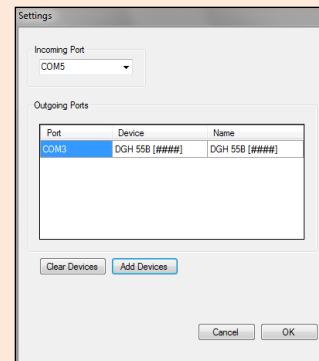 Settings
Incoming Port
COM5
Outgoing Ports
Port Device Name
COM3 DGH 55B [####] DGH 55B [####]
Clear Devices Add Devices
Cancel OK